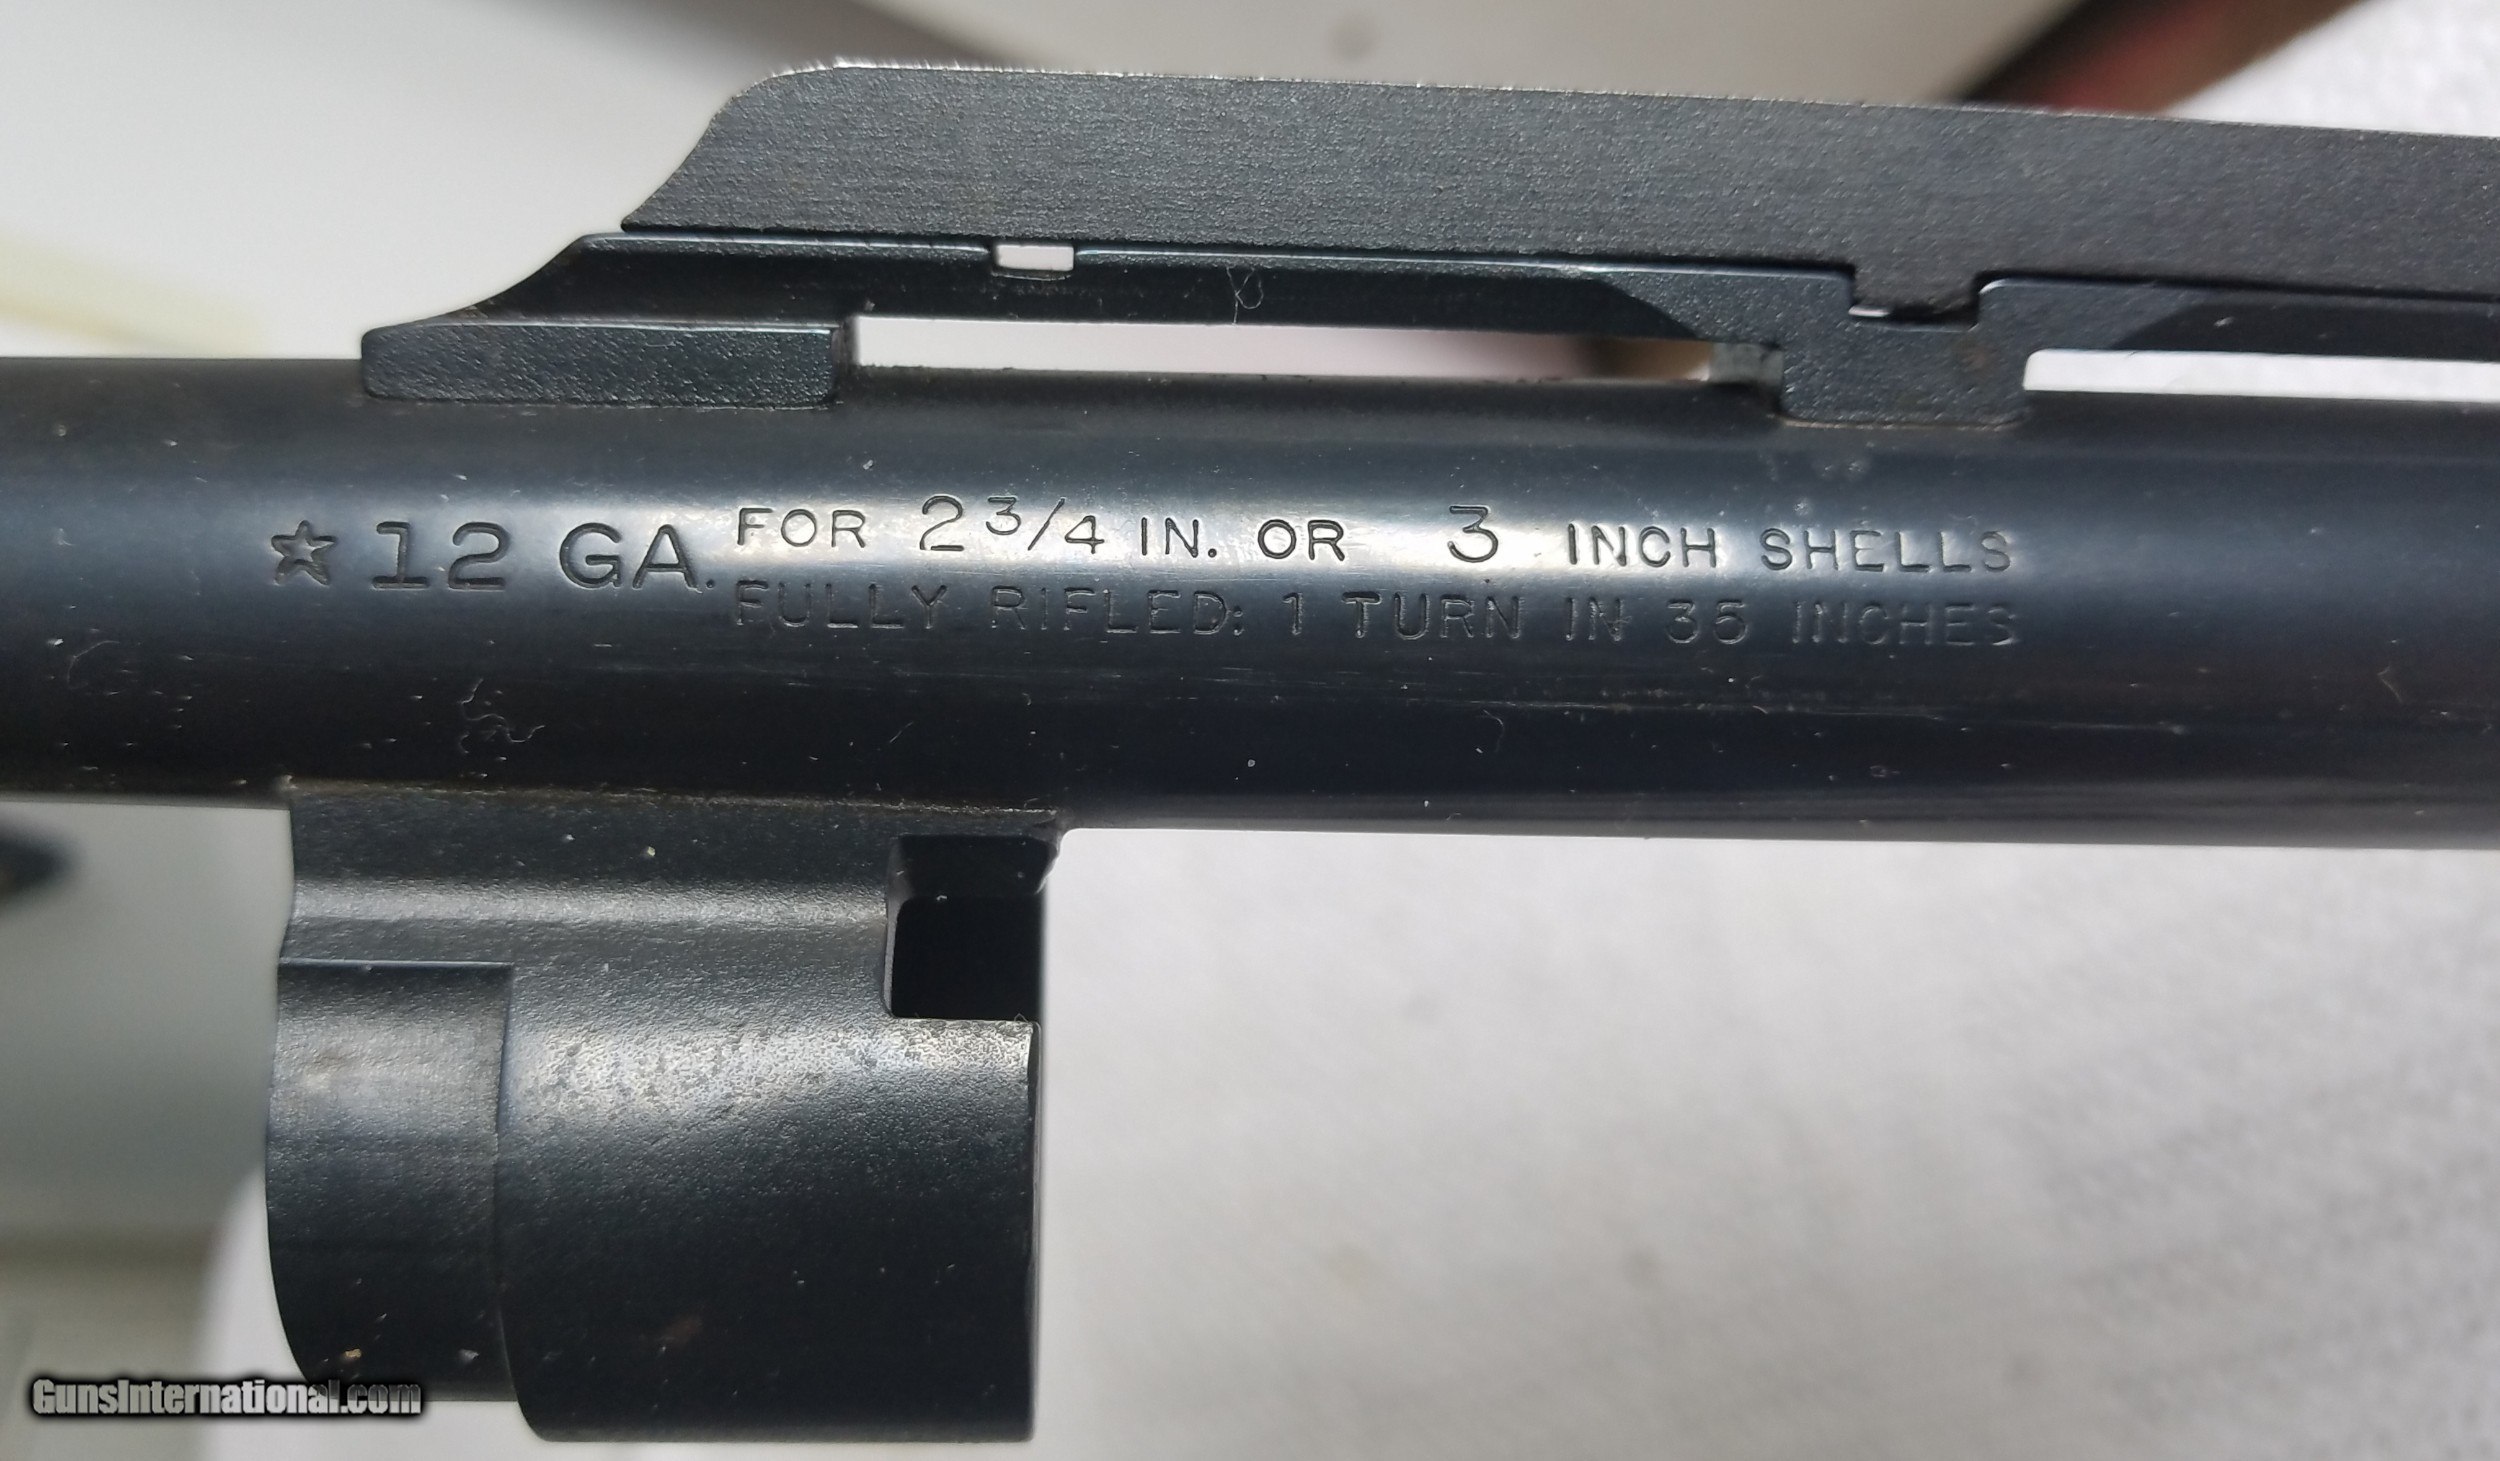 ☆ 12 GA. FOR 2 3/4 IN. OR 3 INCH SHELLS
FULLY RIFLED: 1 TURN IN 35 INCHES
GunsInternational.com